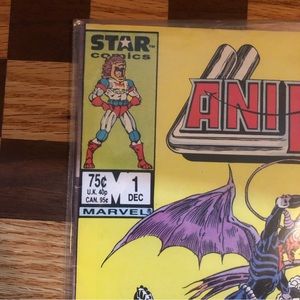 STAR
comics
ANI
75¢
U.K. 40p
CAN. 95¢
M
1
DEC
MARVEL